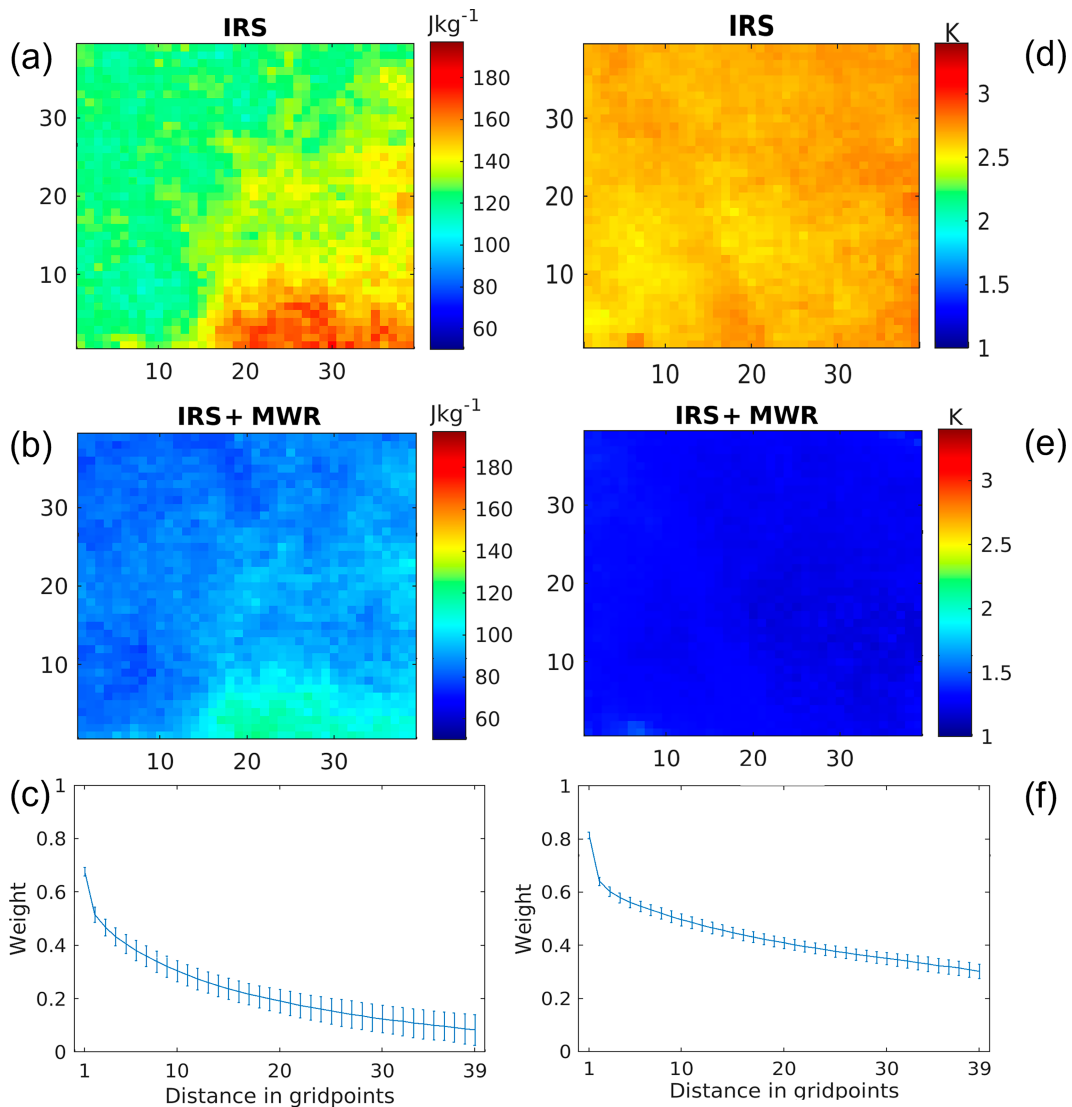 (a)
IRS
Jkg-1
180
160
140
120
100
80
60
30
20
10
10 20 30
IRS
K
(d)
3
2.5
2
1.5
1
30
20
10
10 20 30
(b)
IRS+ MWR
Jkg-1
180
160
140
120
100
80
60
30
20
10
10 20 30
IRS+ MWR
K
(e)
3
2.5
2
1.5
1
30
20
10
10 20 30
(c)
1
0.8
0.6
0.4
0.2
0
Weight
1 10 20 30 39
Distance in gridpoints
(f)
1
0.8
0.6
0.4
0.2
0
Weight
1 10 20 30 39
Distance in gridpoints